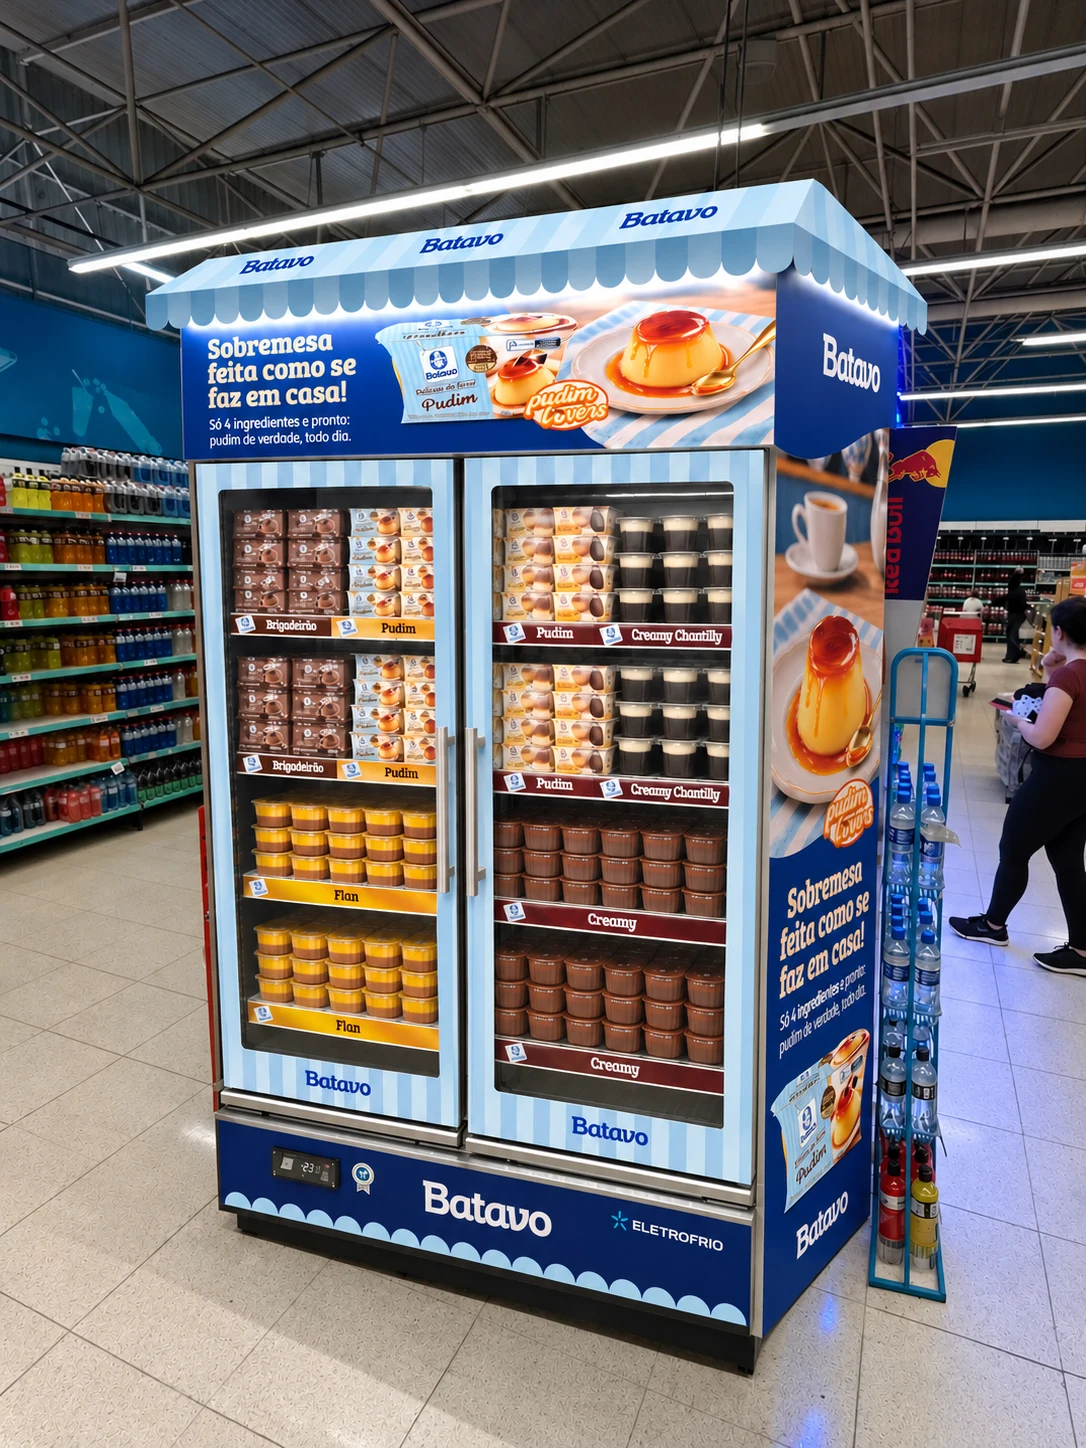 Batavo
Batavo
Batavo
Sobremesa
feita como se
faz em casa!
Só 4 ingredientes e pronto:
pudim de verdade, todo dia.
Batavo
Pudim
pudim
lovers
Batavo
Red Bull
Brigadeirão
Pudim
Pudim
Creamy Chantilly
Brigadeirão
Pudim
Pudim
Creamy Chantilly
Flan
Creamy
Flan
Creamy
Batavo
Batavo
pudim
lovers
Sobremesa
feita como se
faz em casa!
Só 4 ingredientes e pronto:
pudim de verdade, todo dia.
Batavo
Pudim
Batavo
-23
Batavo
ELETROFRIO